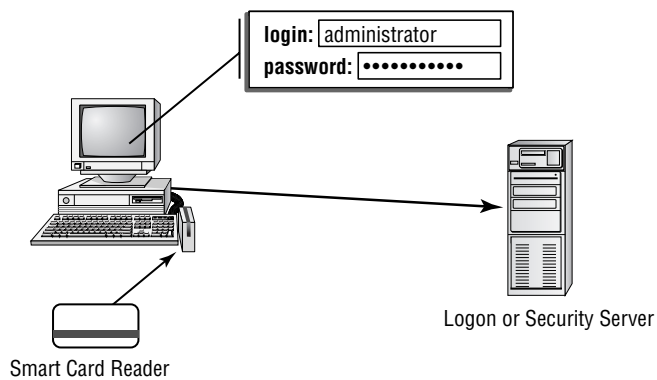 login: administrator
password: •••••••••••
Logon or Security Server
Smart Card Reader